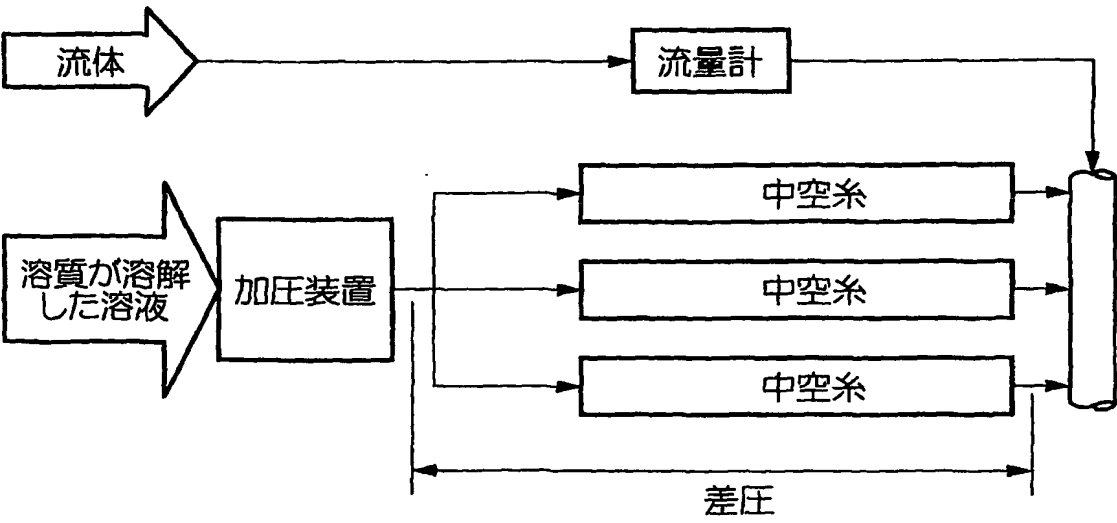 流体
流量計
中空糸
溶質が溶解
した溶液
加圧装置
中空糸
中空糸
差圧